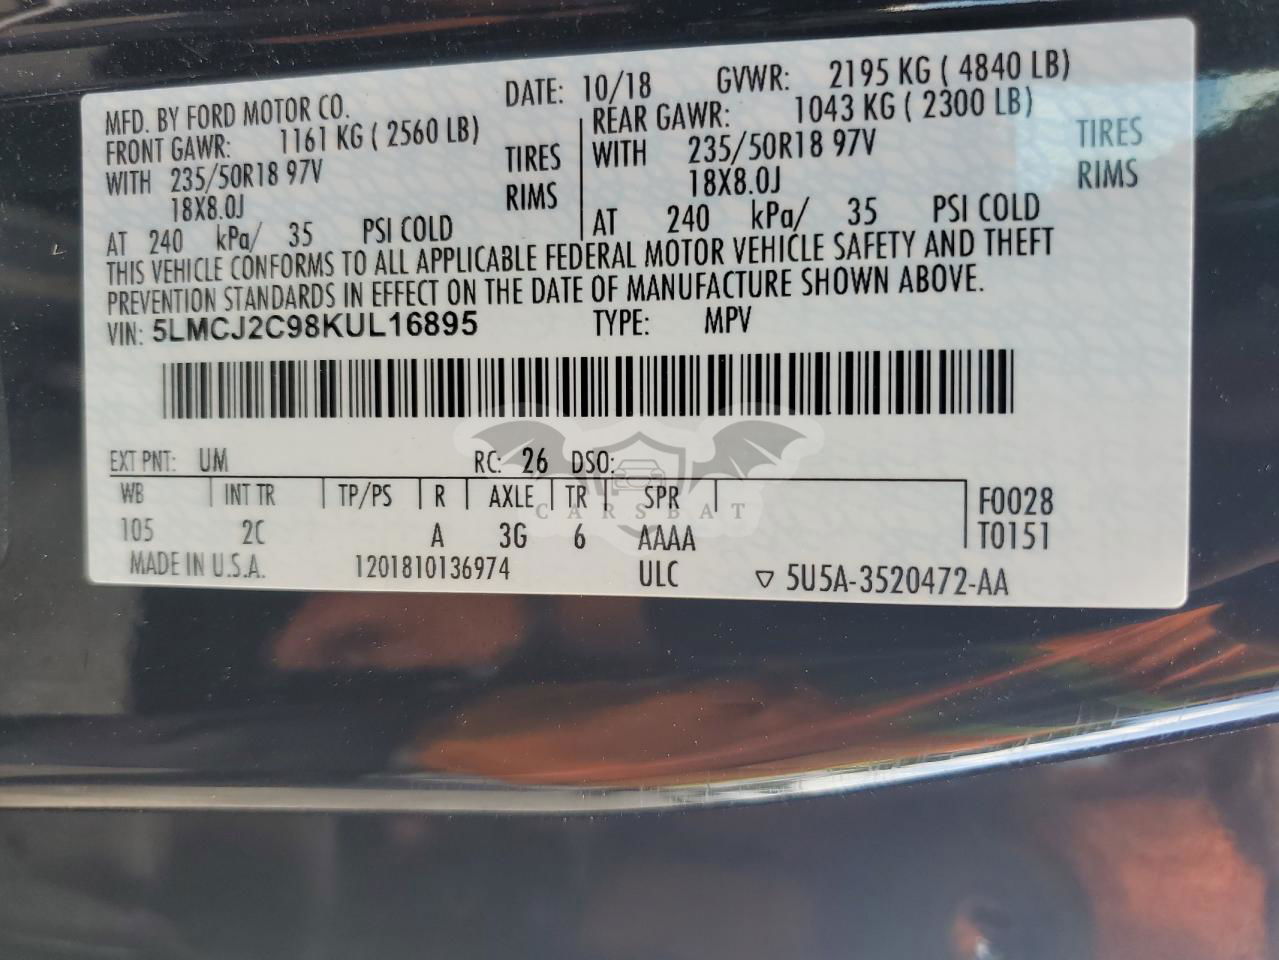 MFD. BY FORD MOTOR CO. DATE: 10/18 GVWR: 2195 KG ( 4840 LB)
FRONT GAWR: 1161 KG ( 2560 LB) REAR GAWR: 1043 KG ( 2300 LB)
WITH 235/50R18 97V TIRES WITH 235/50R18 97V TIRES
18X8.0J RIMS 18X8.0J RIMS
AT 240 kPa/ 35 PSI COLD AT 240 kPa/ 35 PSI COLD
THIS VEHICLE CONFORMS TO ALL APPLICABLE FEDERAL MOTOR VEHICLE SAFETY AND THEFT
PREVENTION STANDARDS IN EFFECT ON THE DATE OF MANUFACTURE SHOWN ABOVE.
VIN: 5LMCJ2C98KUL16895 TYPE: MPV
EXT PNT: UM RC: 26 DSO:
WB INT TR TP/PS R AXLE TR SPR F0028
CARSBAT
105 2C A 3G 6 AAAA T0151
MADE IN U.S.A. 1201810136974 ULC ▽ 5U5A-3520472-AA